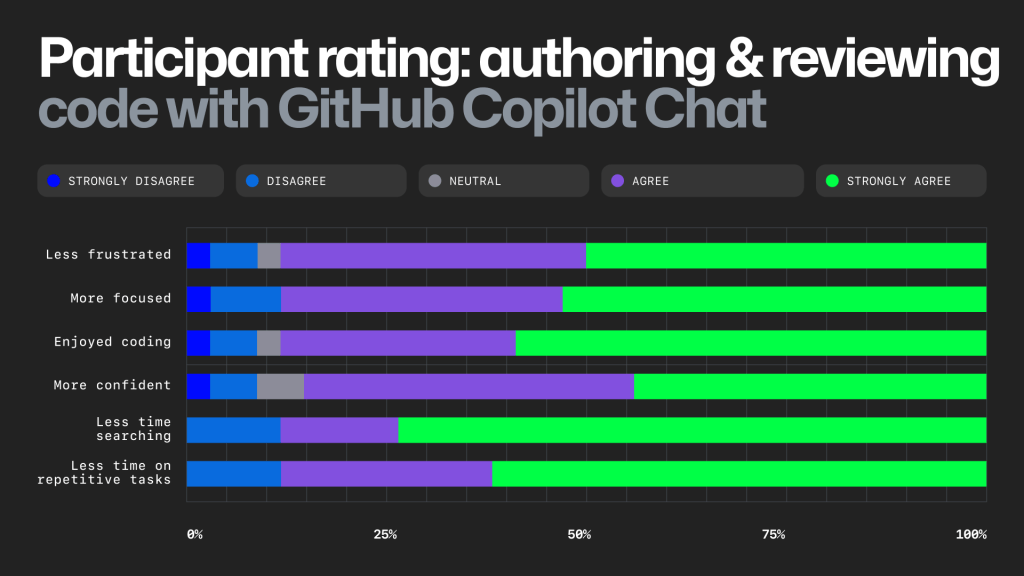 Participant rating: authoring & reviewing
code with GitHub Copilot Chat
STRONGLY DISAGREE
DISAGREE
NEUTRAL
AGREE
STRONGLY AGREE
Less frustrated
More focused
Enjoyed coding
More confident
Less time
searching
Less time on
repetitive tasks
0%
25%
50%
75%
100%